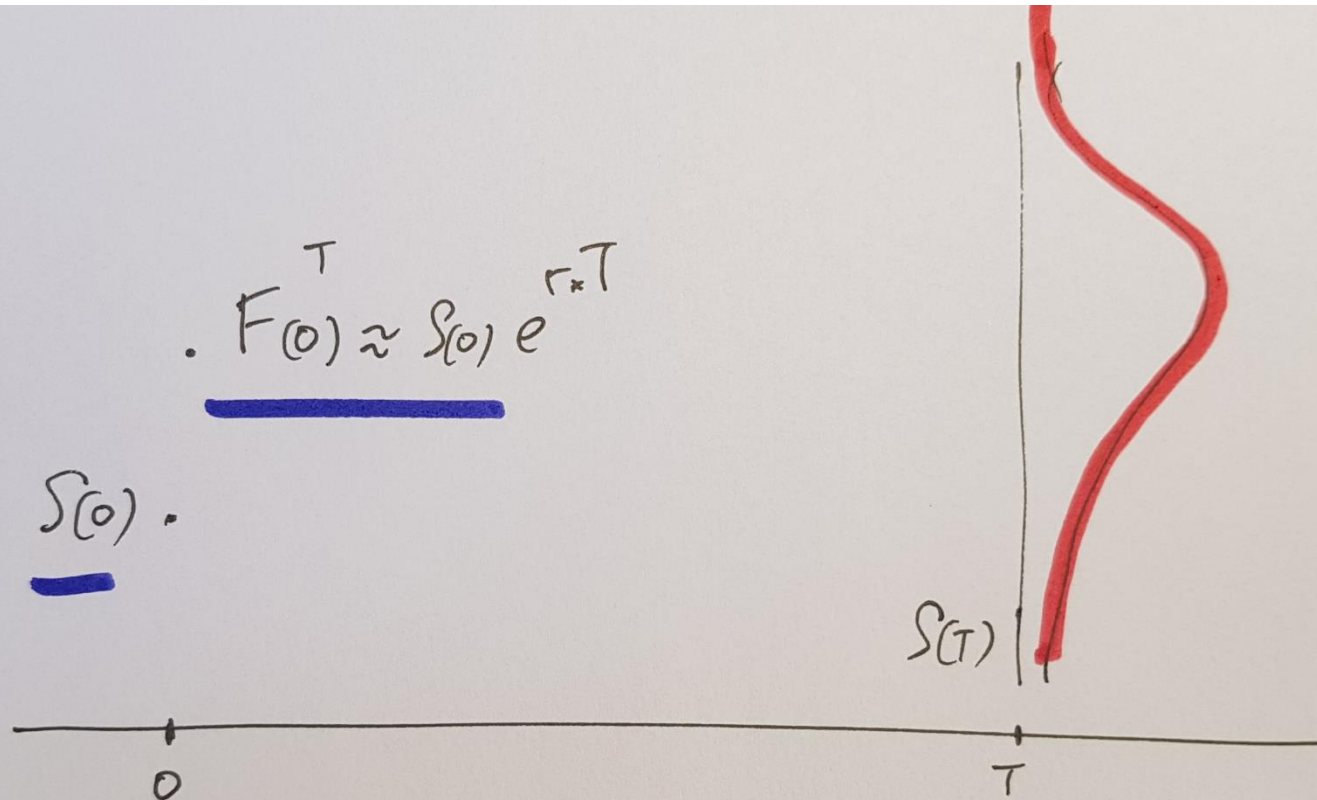 T
. F(0) ≈ S(0) e^{r×T}
S(0) .
S(T)
0 T